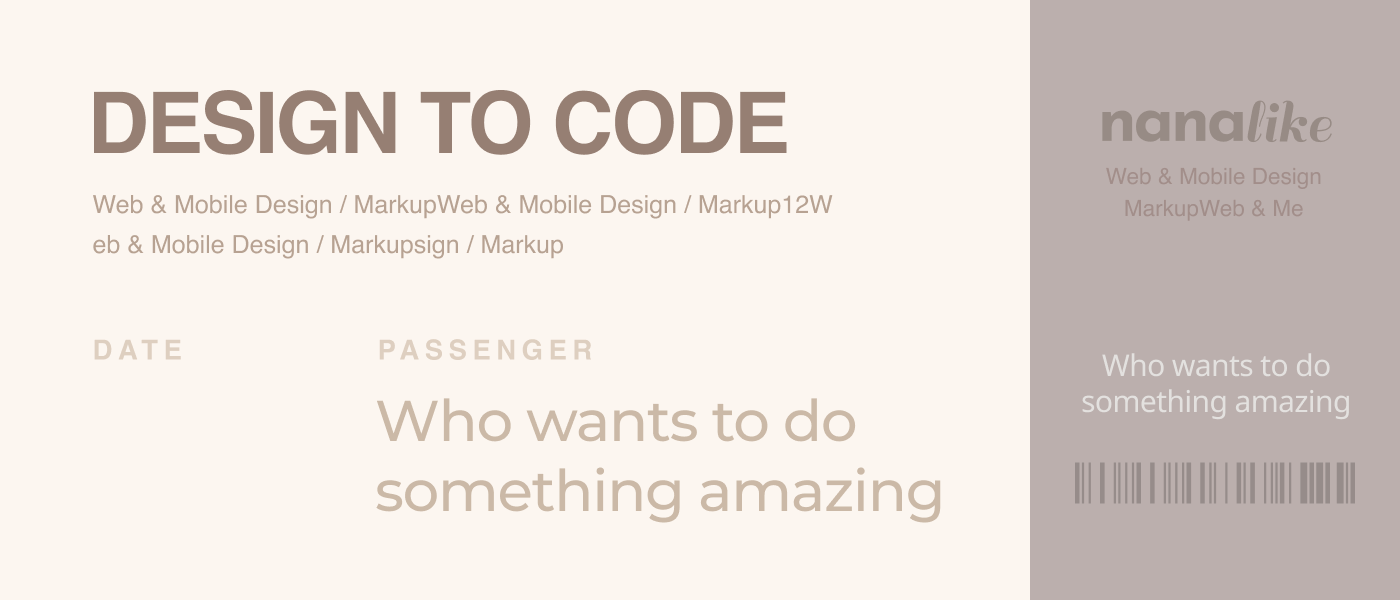 DESIGN TO CODE
Web & Mobile Design / MarkupWeb & Mobile Design / Markup12W
eb & Mobile Design / Markupsign / Markup
DATE
PASSENGER
Who wants to do
something amazing
nanalike
Web & Mobile Design
MarkupWeb & Me
Who wants to do
something amazing